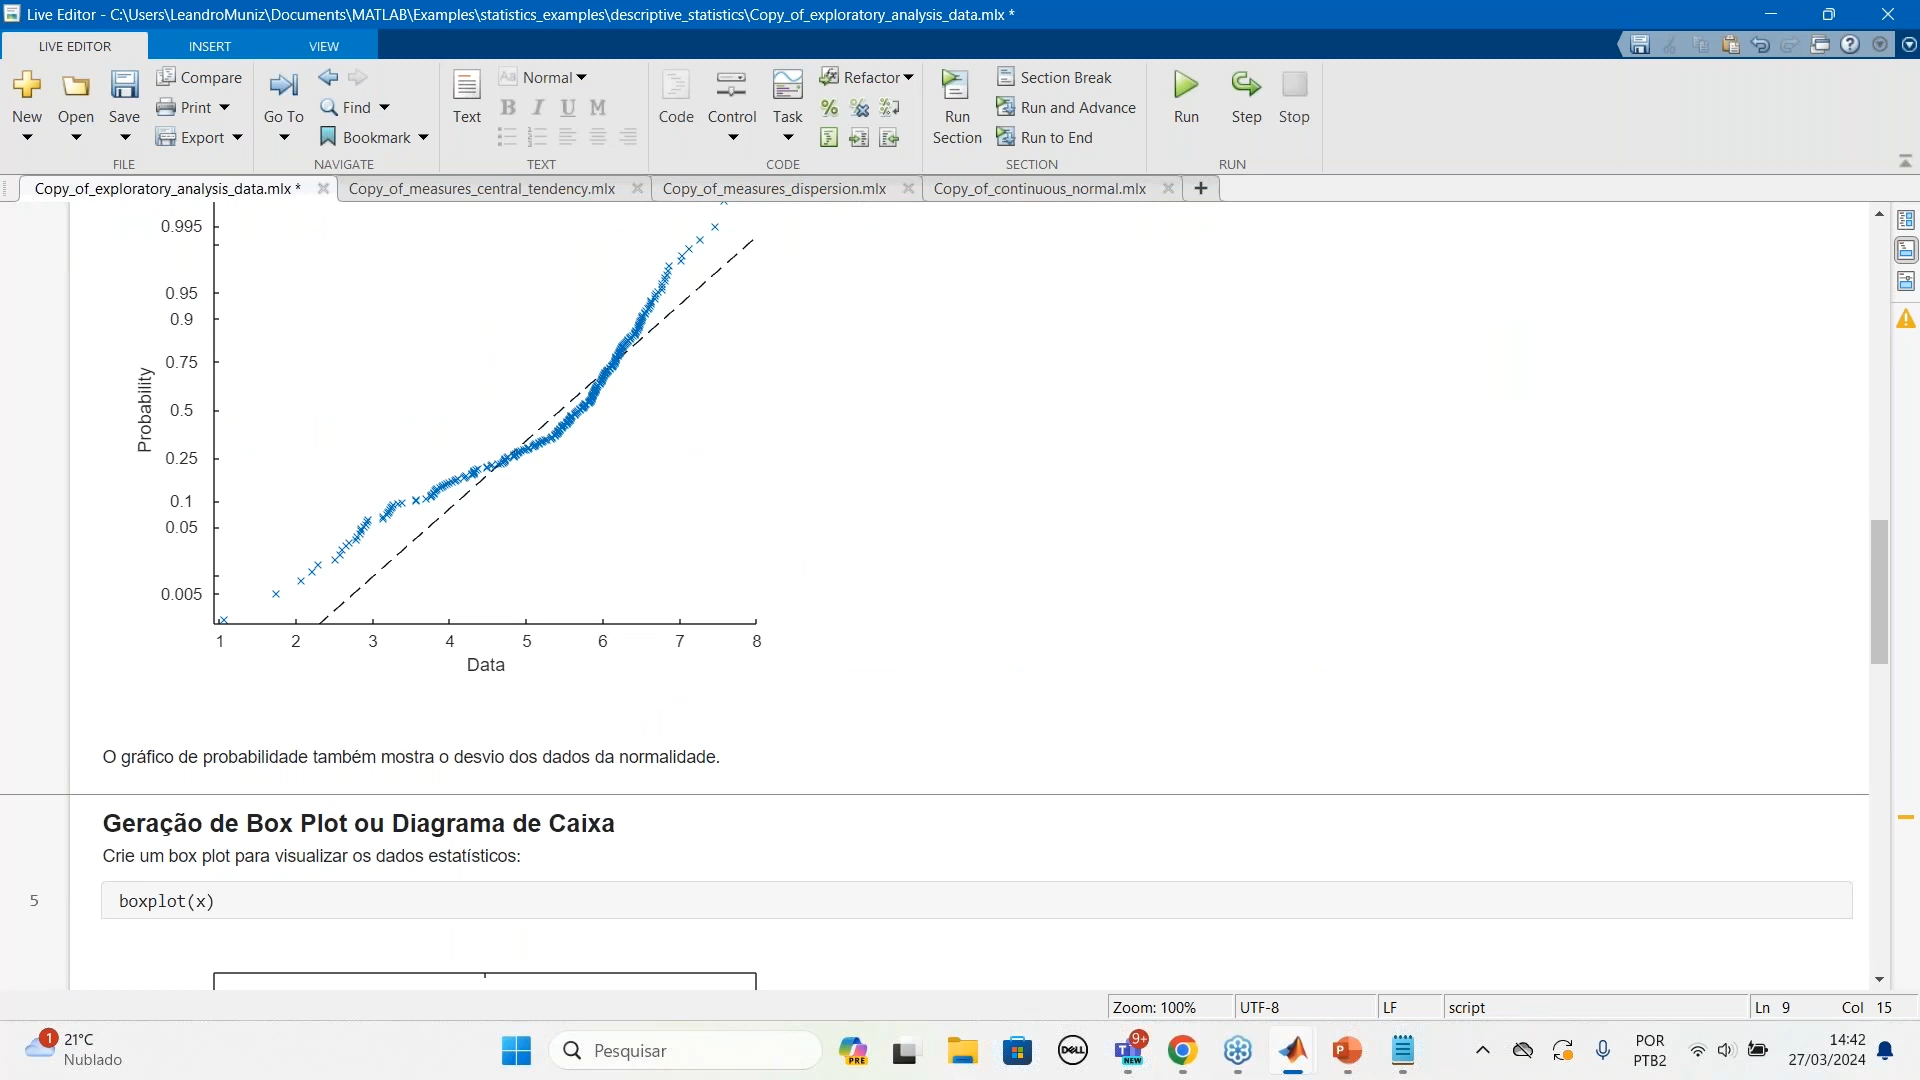 Live Editor - C:\Users\LeandroMuniz\Documents\MATLAB\Examples\statistics_examples\descriptive_statistics\Copy_of_exploratory_analysis_data.mlx *
LIVE EDITOR INSERT VIEW
New Open Save Compare Print Export
FILE
Go To Find Bookmark
NAVIGATE
Text Normal
B I U M
TEXT
Code Control Task Refactor
CODE
Run Section Section Break Run and Advance Run to End
SECTION
Run Step Stop
RUN
Copy_of_exploratory_analysis_data.mlx * Copy_of_measures_central_tendency.mlx Copy_of_measures_dispersion.mlx Copy_of_continuous_normal.mlx
0.995
0.95
0.9
0.75
0.5
0.25
0.1
0.05
0.005
Probability
1 2 3 4 5 6 7 8
Data
O gráfico de probabilidade também mostra o desvio dos dados da normalidade.
Geração de Box Plot ou Diagrama de Caixa
Crie um box plot para visualizar os dados estatísticos:
5 boxplot(x)
Zoom: 100% UTF-8 LF script Ln 9 Col 15
1 21°C
Nublado
Pesquisar
PRE
DELL
9+
NEW
POR
PTB2
14:42
27/03/2024